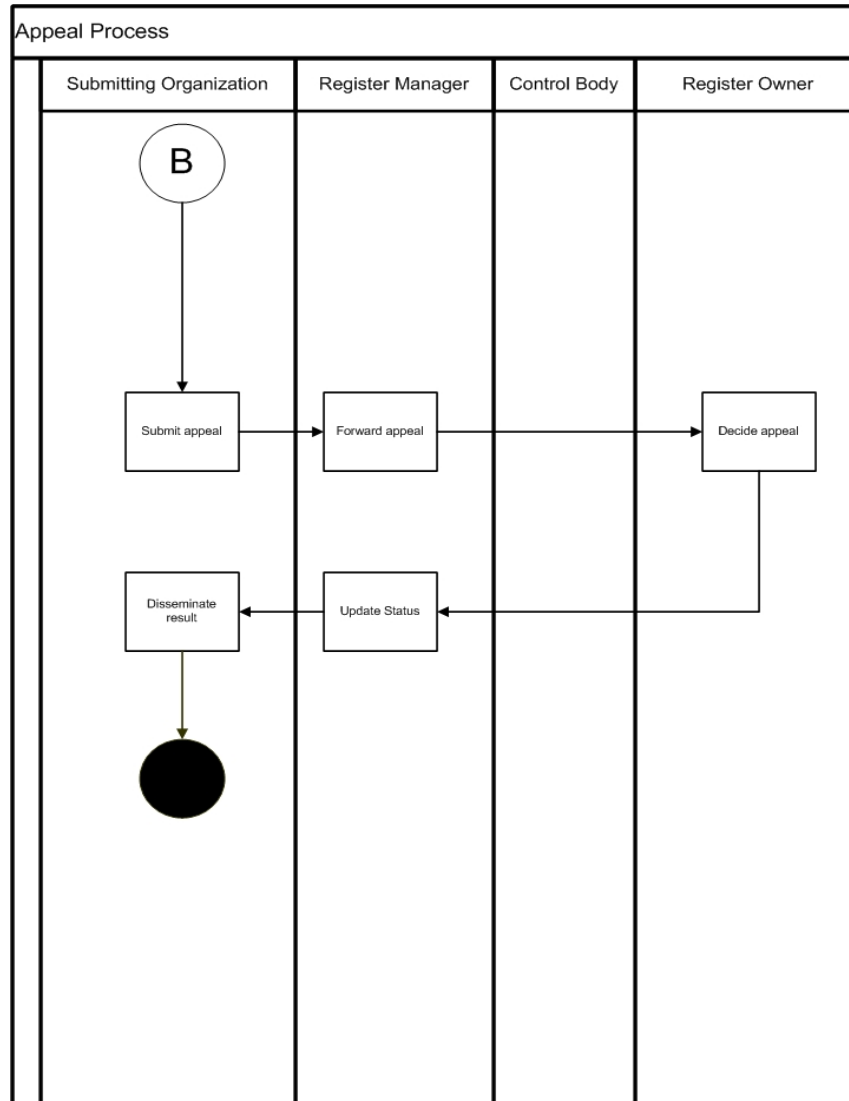 Appeal Process
Submitting Organization
Register Manager
Control Body
Register Owner
B
Submit appeal
Forward appeal
Decide appeal
Disseminate
result
Update Status